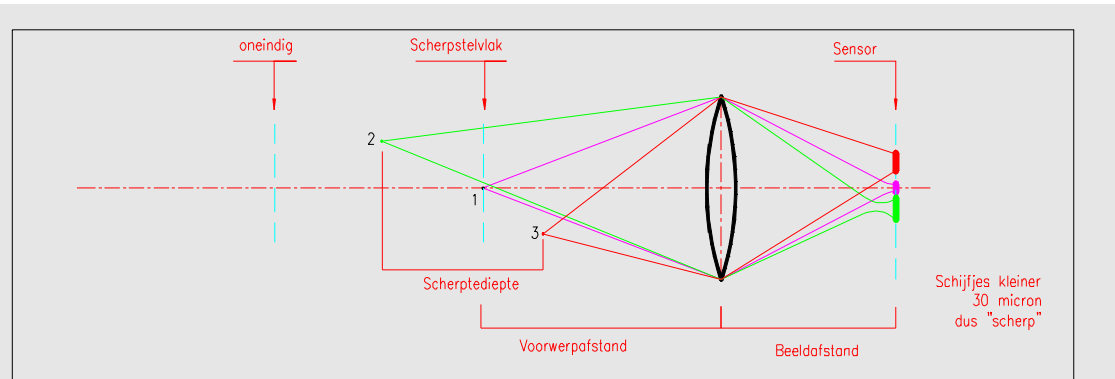 oneindig
Scherpstelvlak
Sensor
2
1
3
Scherptediepte
Schijfjes kleiner
30 micron
dus "scherp"
Voorwerpafstand
Beeldafstand